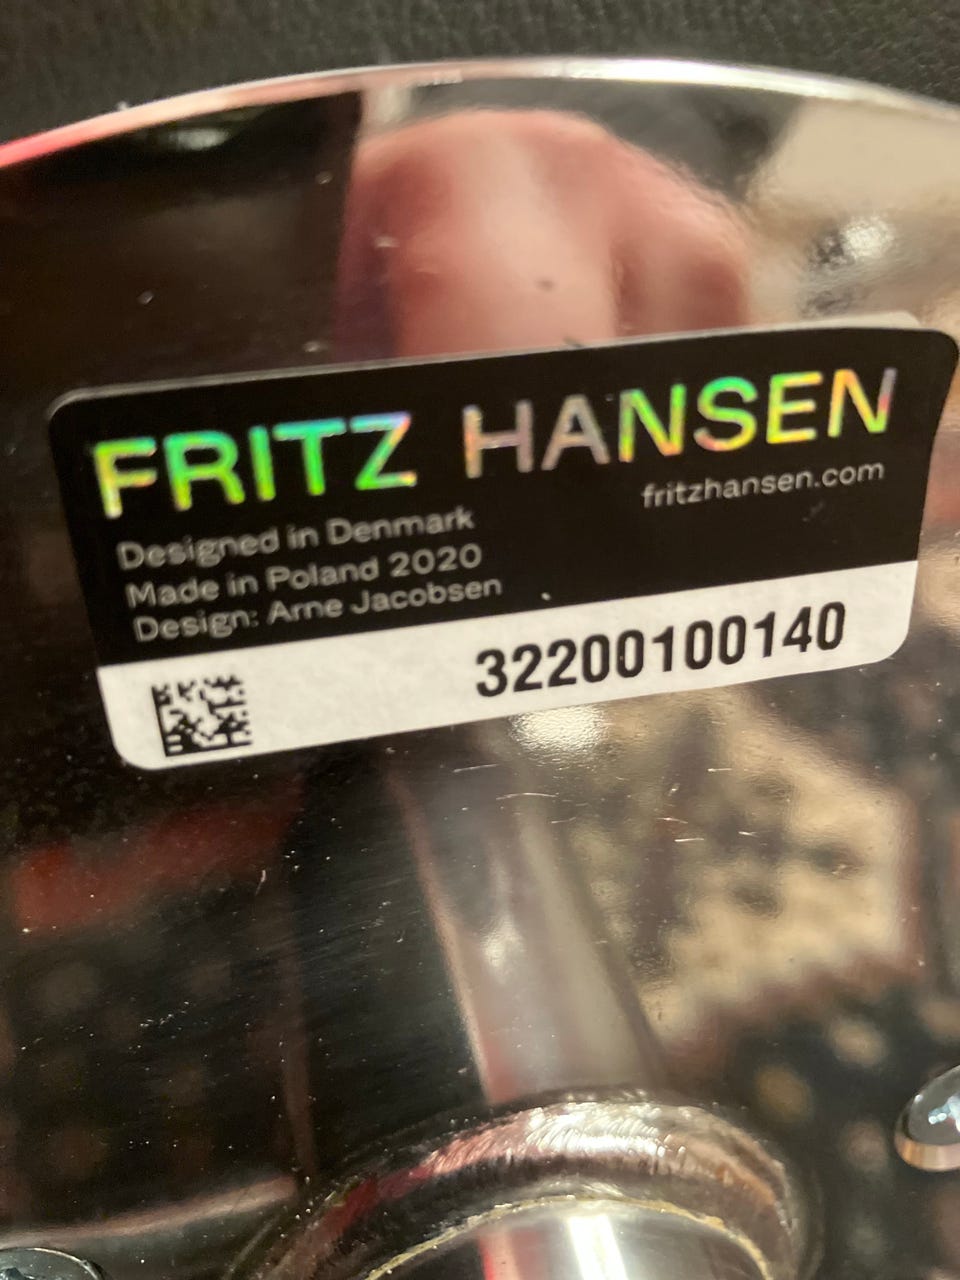 FRITZ HANSEN
fritzhansen.com
Designed in Denmark
Made in Poland 2020
Design: Arne Jacobsen
32200100140